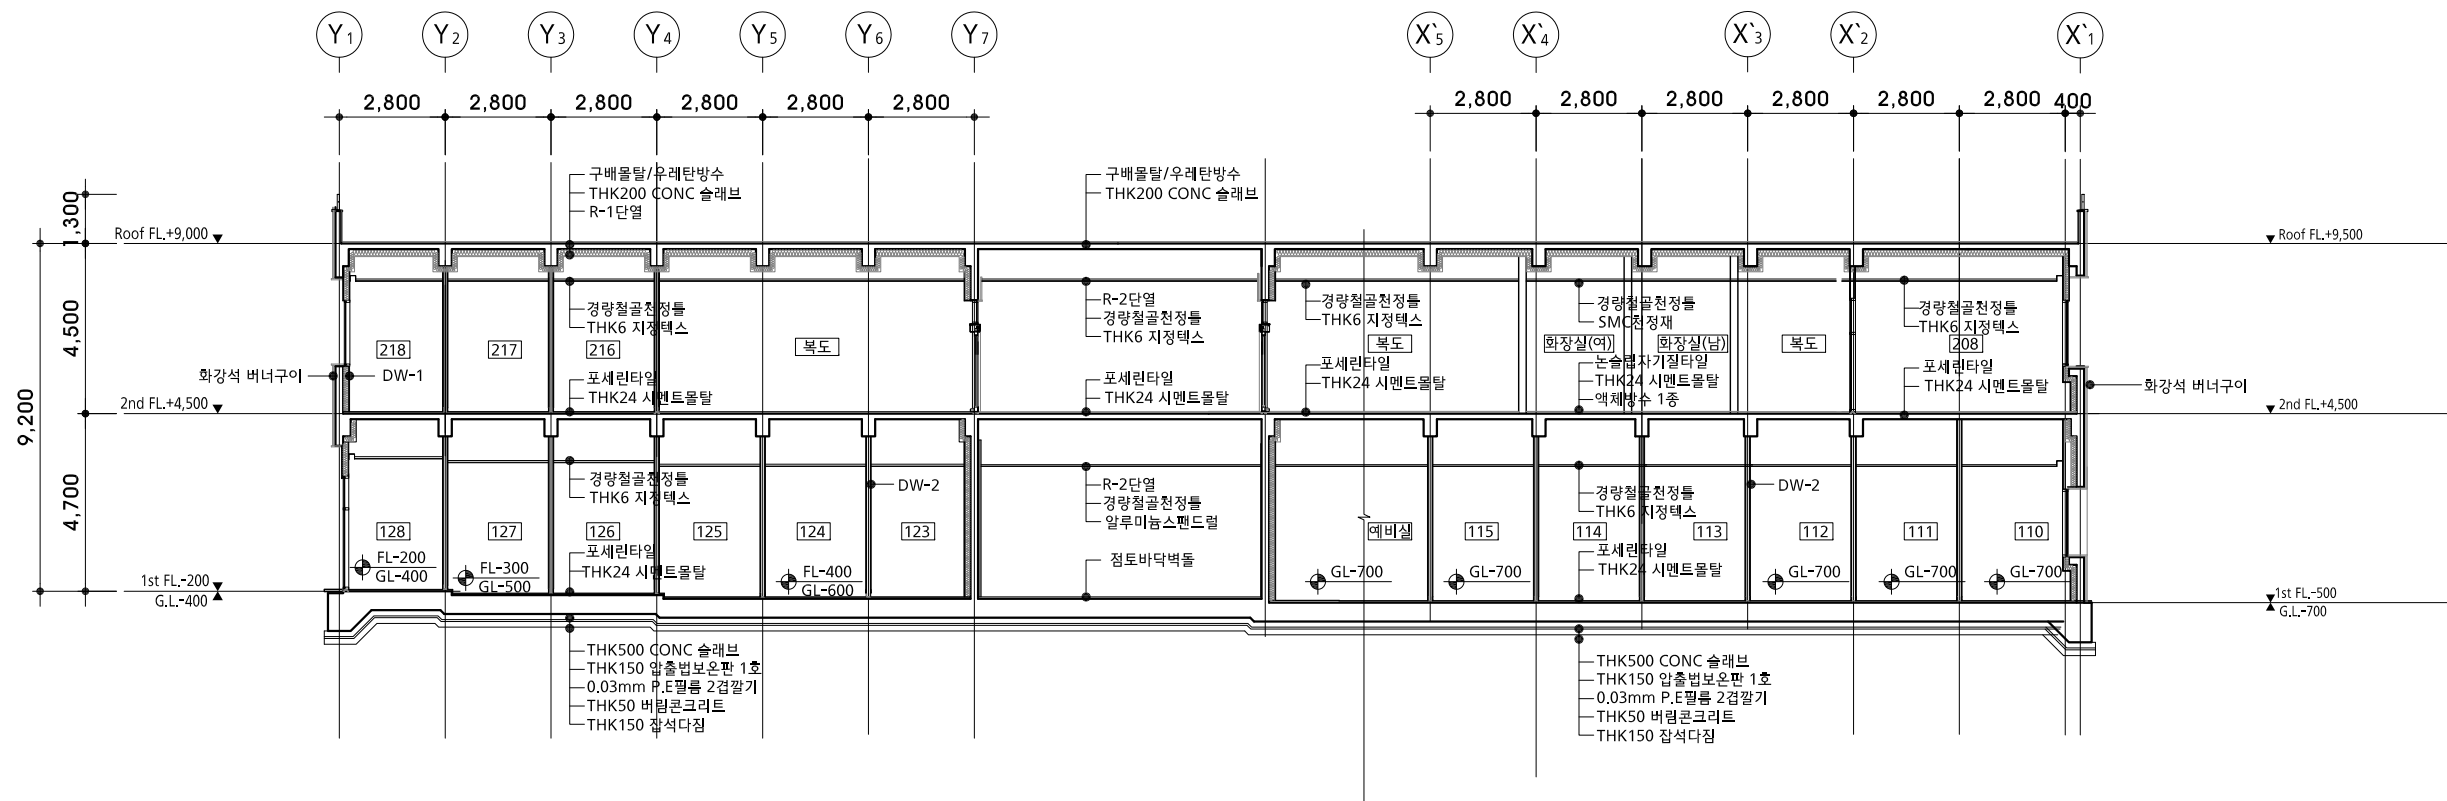 Y1 Y2 Y3 Y4 Y5 Y6 Y7 X`5 X`4 X`3 X`2 X`1
2,800 2,800 2,800 2,800 2,800 2,800 2,800 2,800 2,800 2,800 2,800 2,800 400
구배몰탈/우레탄방수
THK200 CONC 슬래브
R-1단열
구배몰탈/우레탄방수
THK200 CONC 슬래브
1,300
4,500
4,700
9,200
Roof FL.+9,000
2nd FL.+4,500
1st FL.-200
G.L.-400
Roof FL.+9,500
2nd FL.+4,500
1st FL.-500
G.L.-700
화강석 버너구이
DW-1
경량철골천정틀
THK6 지정텍스
218 217 216 복도
포세린타일
THK24 시멘트몰탈
R-2단열
경량철골천정틀
THK6 지정텍스
포세린타일
THK24 시멘트몰탈
경량철골천정틀
THK6 지정텍스
복도
포세린타일
THK24 시멘트몰탈
경량철골천정틀
SMC천정재
화장실(여) 화장실(남) 복도
논슬립자기질타일
THK24 시멘트몰탈
액체방수 1종
경량철골천정틀
THK6 지정텍스
208
포세린타일
THK24 시멘트몰탈
화강석 버너구이
경량철골천정틀
THK6 지정텍스
DW-2
128 127 126 125 124 123
포세린타일
THK24 시멘트몰탈
FL-200
GL-400
FL-300
GL-500
FL-400
GL-600
R-2단열
경량철골천정틀
알루미늄스팬드럴
점토바닥벽돌
경량철골천정틀
THK6 지정텍스
DW-2
예비실 115 114 113 112 111 110
포세린타일
THK24 시멘트몰탈
GL-700 GL-700 GL-700 GL-700 GL-700
THK500 CONC 슬래브
THK150 압출법보온판 1호
0.03mm P.E필름 2겹깔기
THK50 버림콘크리트
THK150 잡석다짐
THK500 CONC 슬래브
THK150 압출법보온판 1호
0.03mm P.E필름 2겹깔기
THK50 버림콘크리트
THK150 잡석다짐